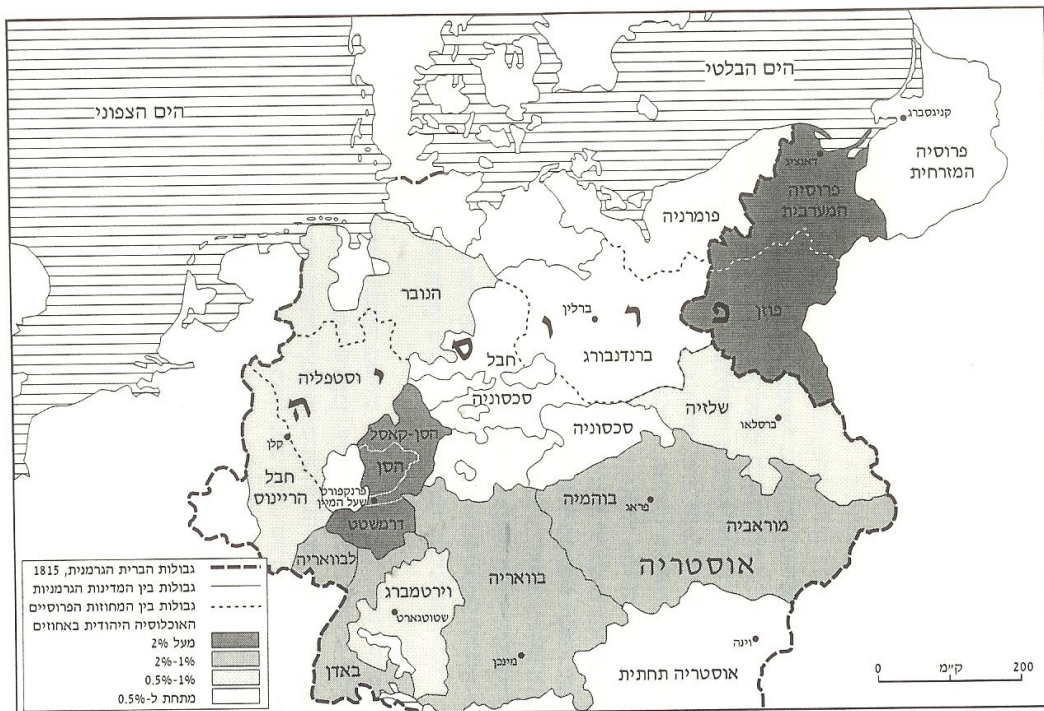 הים הצפוני
הים הבלטי
קניגסברג
פרוסיה
המזרחית
דאנציג
פרוסיה
המערבית
פומרניה
פוזן
הנובר
ברלין
ברנדנבורג
חבל
סכסוניה
וסטפליה
פ ר ו ס י ה
שלזיה
ברסלאו
סכסוניה
הסן-קאסל
הסן
קלן
חבל
הריינוס
פרנקפורט
שעל המיין
דרמשטט
לבוואריה
בוהמיה
פראג
מוראביה
אוסטריה
בוואריה
וירטמברג
שטוטגארט
מינכן
באדן
וינה
אוסטריה תחתית
גבולות הברית הגרמנית, 1815
גבולות בין המדינות הגרמניות
גבולות בין המחוזות הפרוסיים
האוכלוסיה היהודית באחוזים
מעל 2%
1%-2%
0.5%-1%
מתחת ל-0.5%
0 ק״מ 200